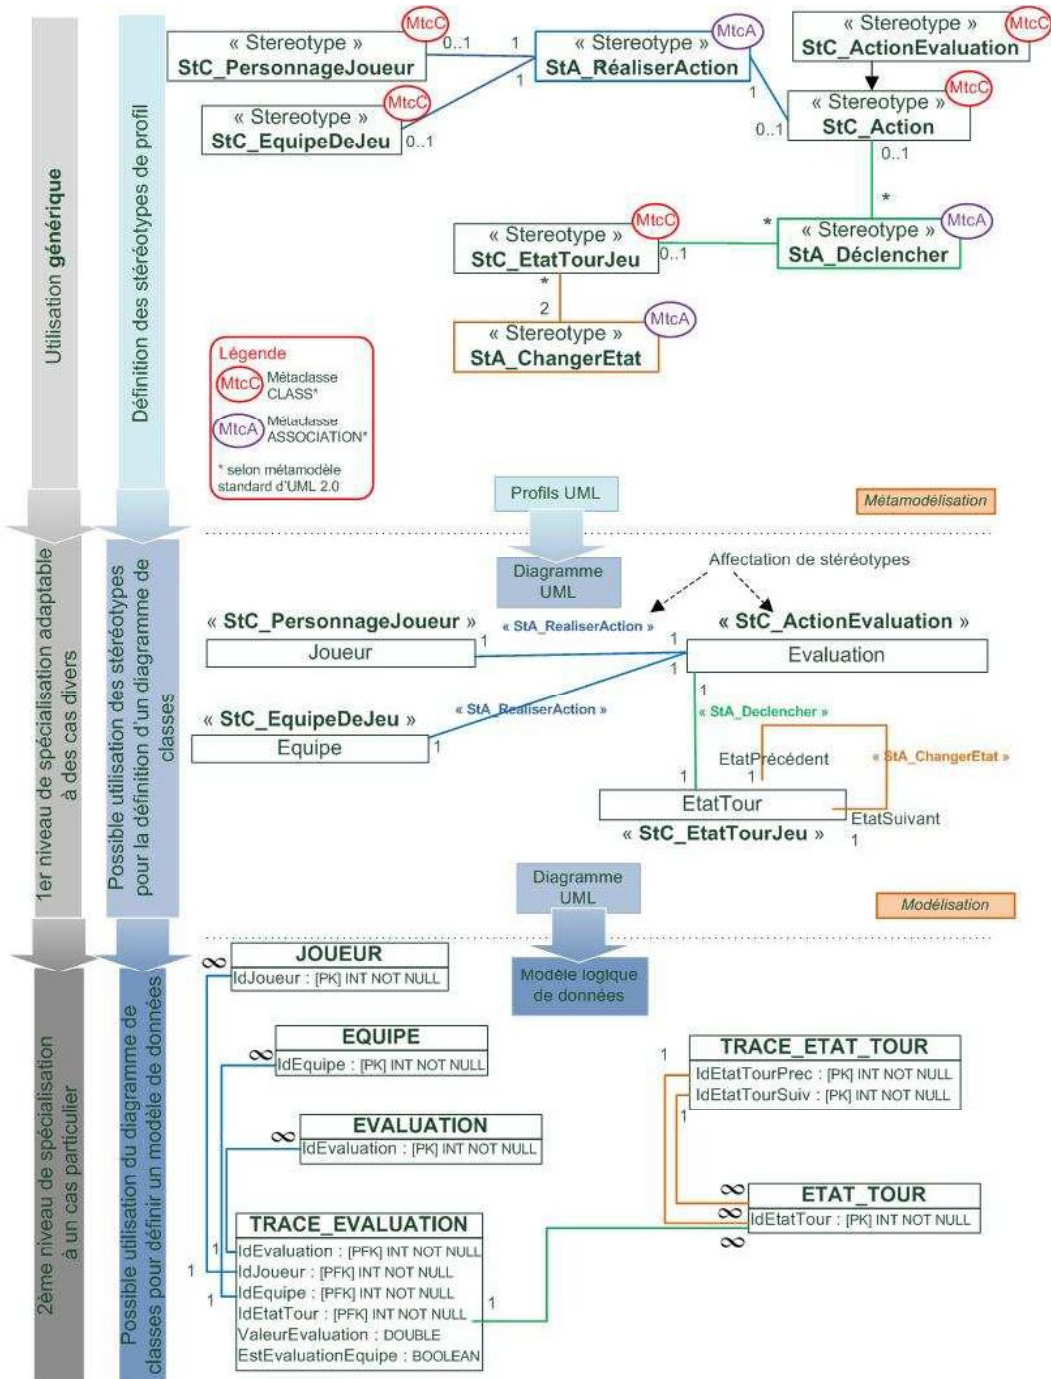 MtcC
« Stereotype »
StC_PersonnageJoueur
0..1
1
MtcA
« Stereotype »
StA_RéaliserAction
MtcC
« Stereotype »
StC_ActionEvaluation
MtcC
« Stereotype »
StC_EquipeDeJeu
0..1
1
1
0..1
MtcC
« Stereotype »
StC_Action
0..1
*
MtcC
« Stereotype »
StC_EtatTourJeu
0..1
*
MtcA
« Stereotype »
StA_Déclencher
*
2
MtcA
« Stereotype »
StA_ChangerEtat
Utilisation générique
Définition des stéréotypes de profil
Légende
MtcC
Métaclasse
CLASS*
MtcA
Métaclasse
ASSOCIATION*
* selon métamodèle
standard d'UML 2.0
Profils UML
Métamodélisation
1er niveau de spécialisation adaptable
à des cas divers
Possible utilisation des stéréotypes
pour la définition d'un diagramme de
classes
Diagramme
UML
Affectation de stéréotypes
« StC_PersonnageJoueur »
Joueur
1
« StA_RealiserAction »
1
« StC_ActionEvaluation »
Evaluation
1
1
« StC_EquipeDeJeu »
Equipe
1
« StA_RealiserAction »
« StA_Declencher »
EtatPrécédent
« StA_ChangerEtat »
1
1
EtatTour
« StC_EtatTourJeu »
EtatSuivant
1
Diagramme
UML
Modélisation
2ème niveau de spécialisation
à un cas particulier
Possible utilisation du diagramme de
classes pour définir un modèle de données
Modèle logique
de données
∞
JOUEUR
IdJoueur : [PK] INT NOT NULL
∞
EQUIPE
IdEquipe : [PK] INT NOT NULL
1
TRACE_ETAT_TOUR
IdEtatTourPrec : [PK] INT NOT NULL
IdEtatTourSuiv : [PK] INT NOT NULL
1
∞
EVALUATION
IdEvaluation : [PK] INT NOT NULL
∞
∞
∞
ETAT_TOUR
IdEtatTour : [PK] INT NOT NULL
TRACE_EVALUATION
1
IdEvaluation : [PFK] INT NOT NULL
1
IdJoueur : [PFK] INT NOT NULL
1
IdEquipe : [PFK] INT NOT NULL
IdEtatTour : [PFK] INT NOT NULL
1
ValeurEvaluation : DOUBLE
EstEvaluationEquipe : BOOLEAN